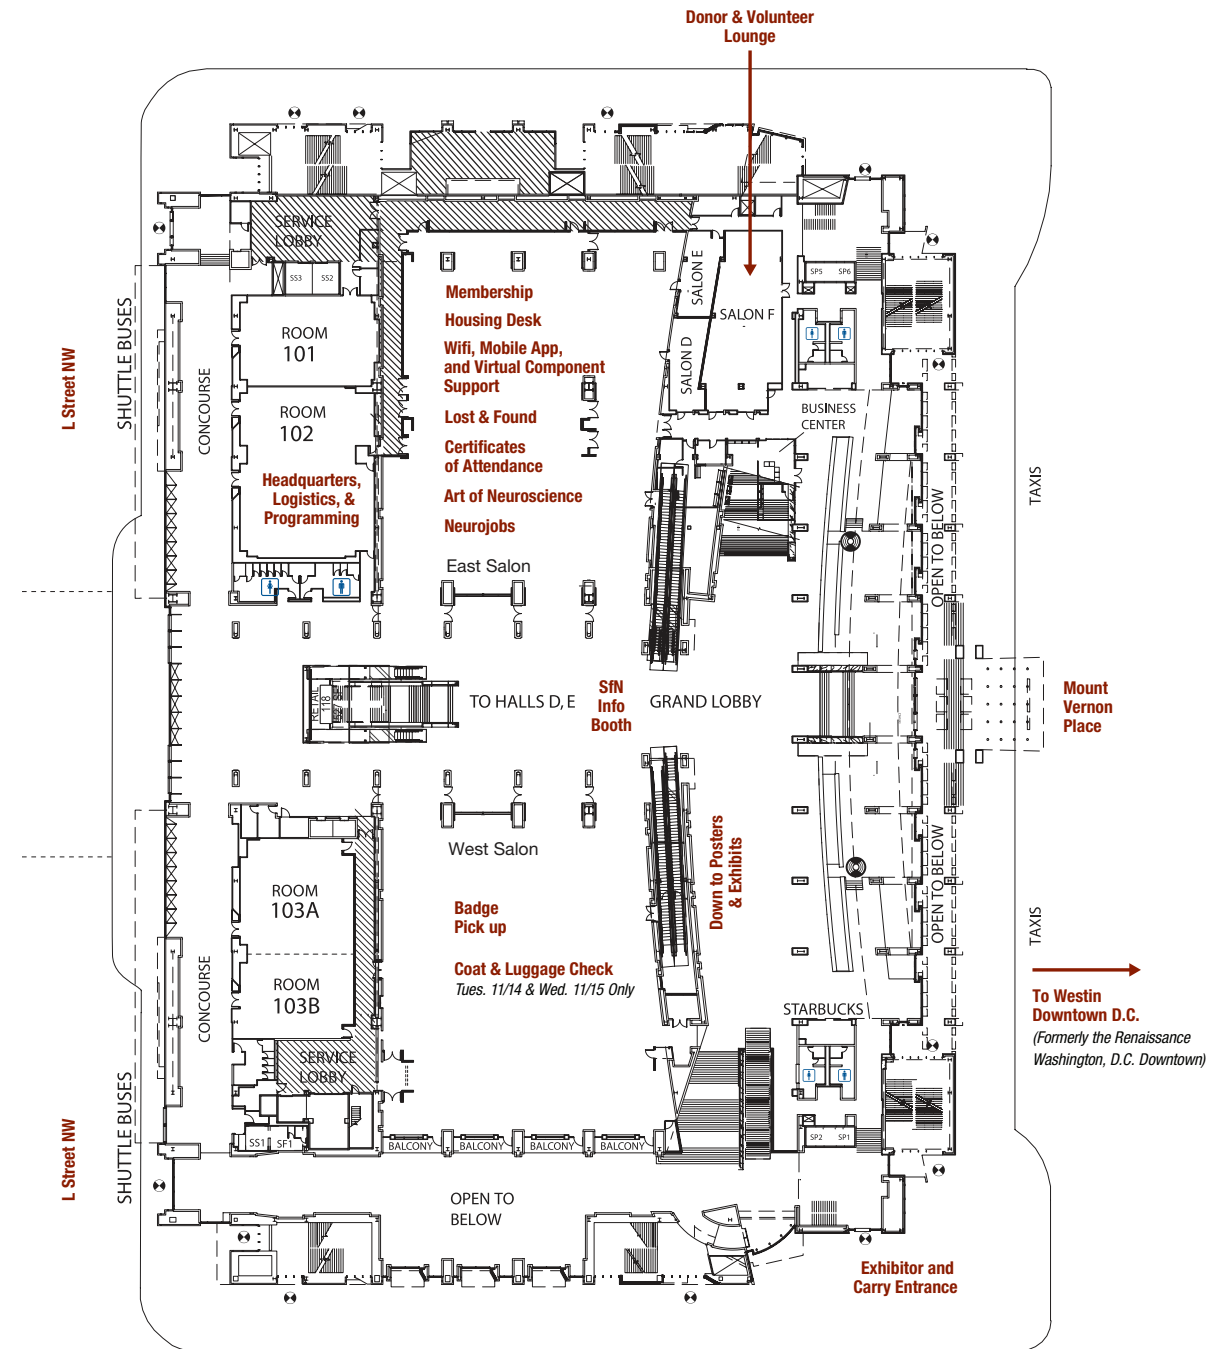 Donor & Volunteer
Lounge
SERVICE
LOBBY
SS3
SS2
SP5
SP6
SALON E
SALON F
SALON D
Membership
Housing Desk
Wifi, Mobile App,
and Virtual Component
Support
Lost & Found
Certificates
of Attendance
Art of Neuroscience
Neurojobs
East Salon
ROOM
101
ROOM
102
Headquarters,
Logistics, &
Programming
L Street NW
SHUTTLE BUSES
CONCOURSE
BUSINESS
CENTER
OPEN TO BELOW
TAXIS
RETAIL
118
TO HALLS D, E
SfN
Info
Booth
GRAND LOBBY
Mount
Vernon
Place
West Salon
ROOM
103A
ROOM
103B
Badge
Pick up
Coat & Luggage Check
Tues. 11/14 & Wed. 11/15 Only
Down to Posters
& Exhibits
OPEN TO BELOW
TAXIS
To Westin
Downtown D.C.
(Formerly the Renaissance
Washington, D.C. Downtown)
STARBUCKS
CONCOURSE
SERVICE
LOBBY
SHUTTLE BUSES
L Street NW
SS1
SF1
BALCONY
BALCONY
BALCONY
BALCONY
SP2
SP1
OPEN TO
BELOW
Exhibitor and
Carry Entrance